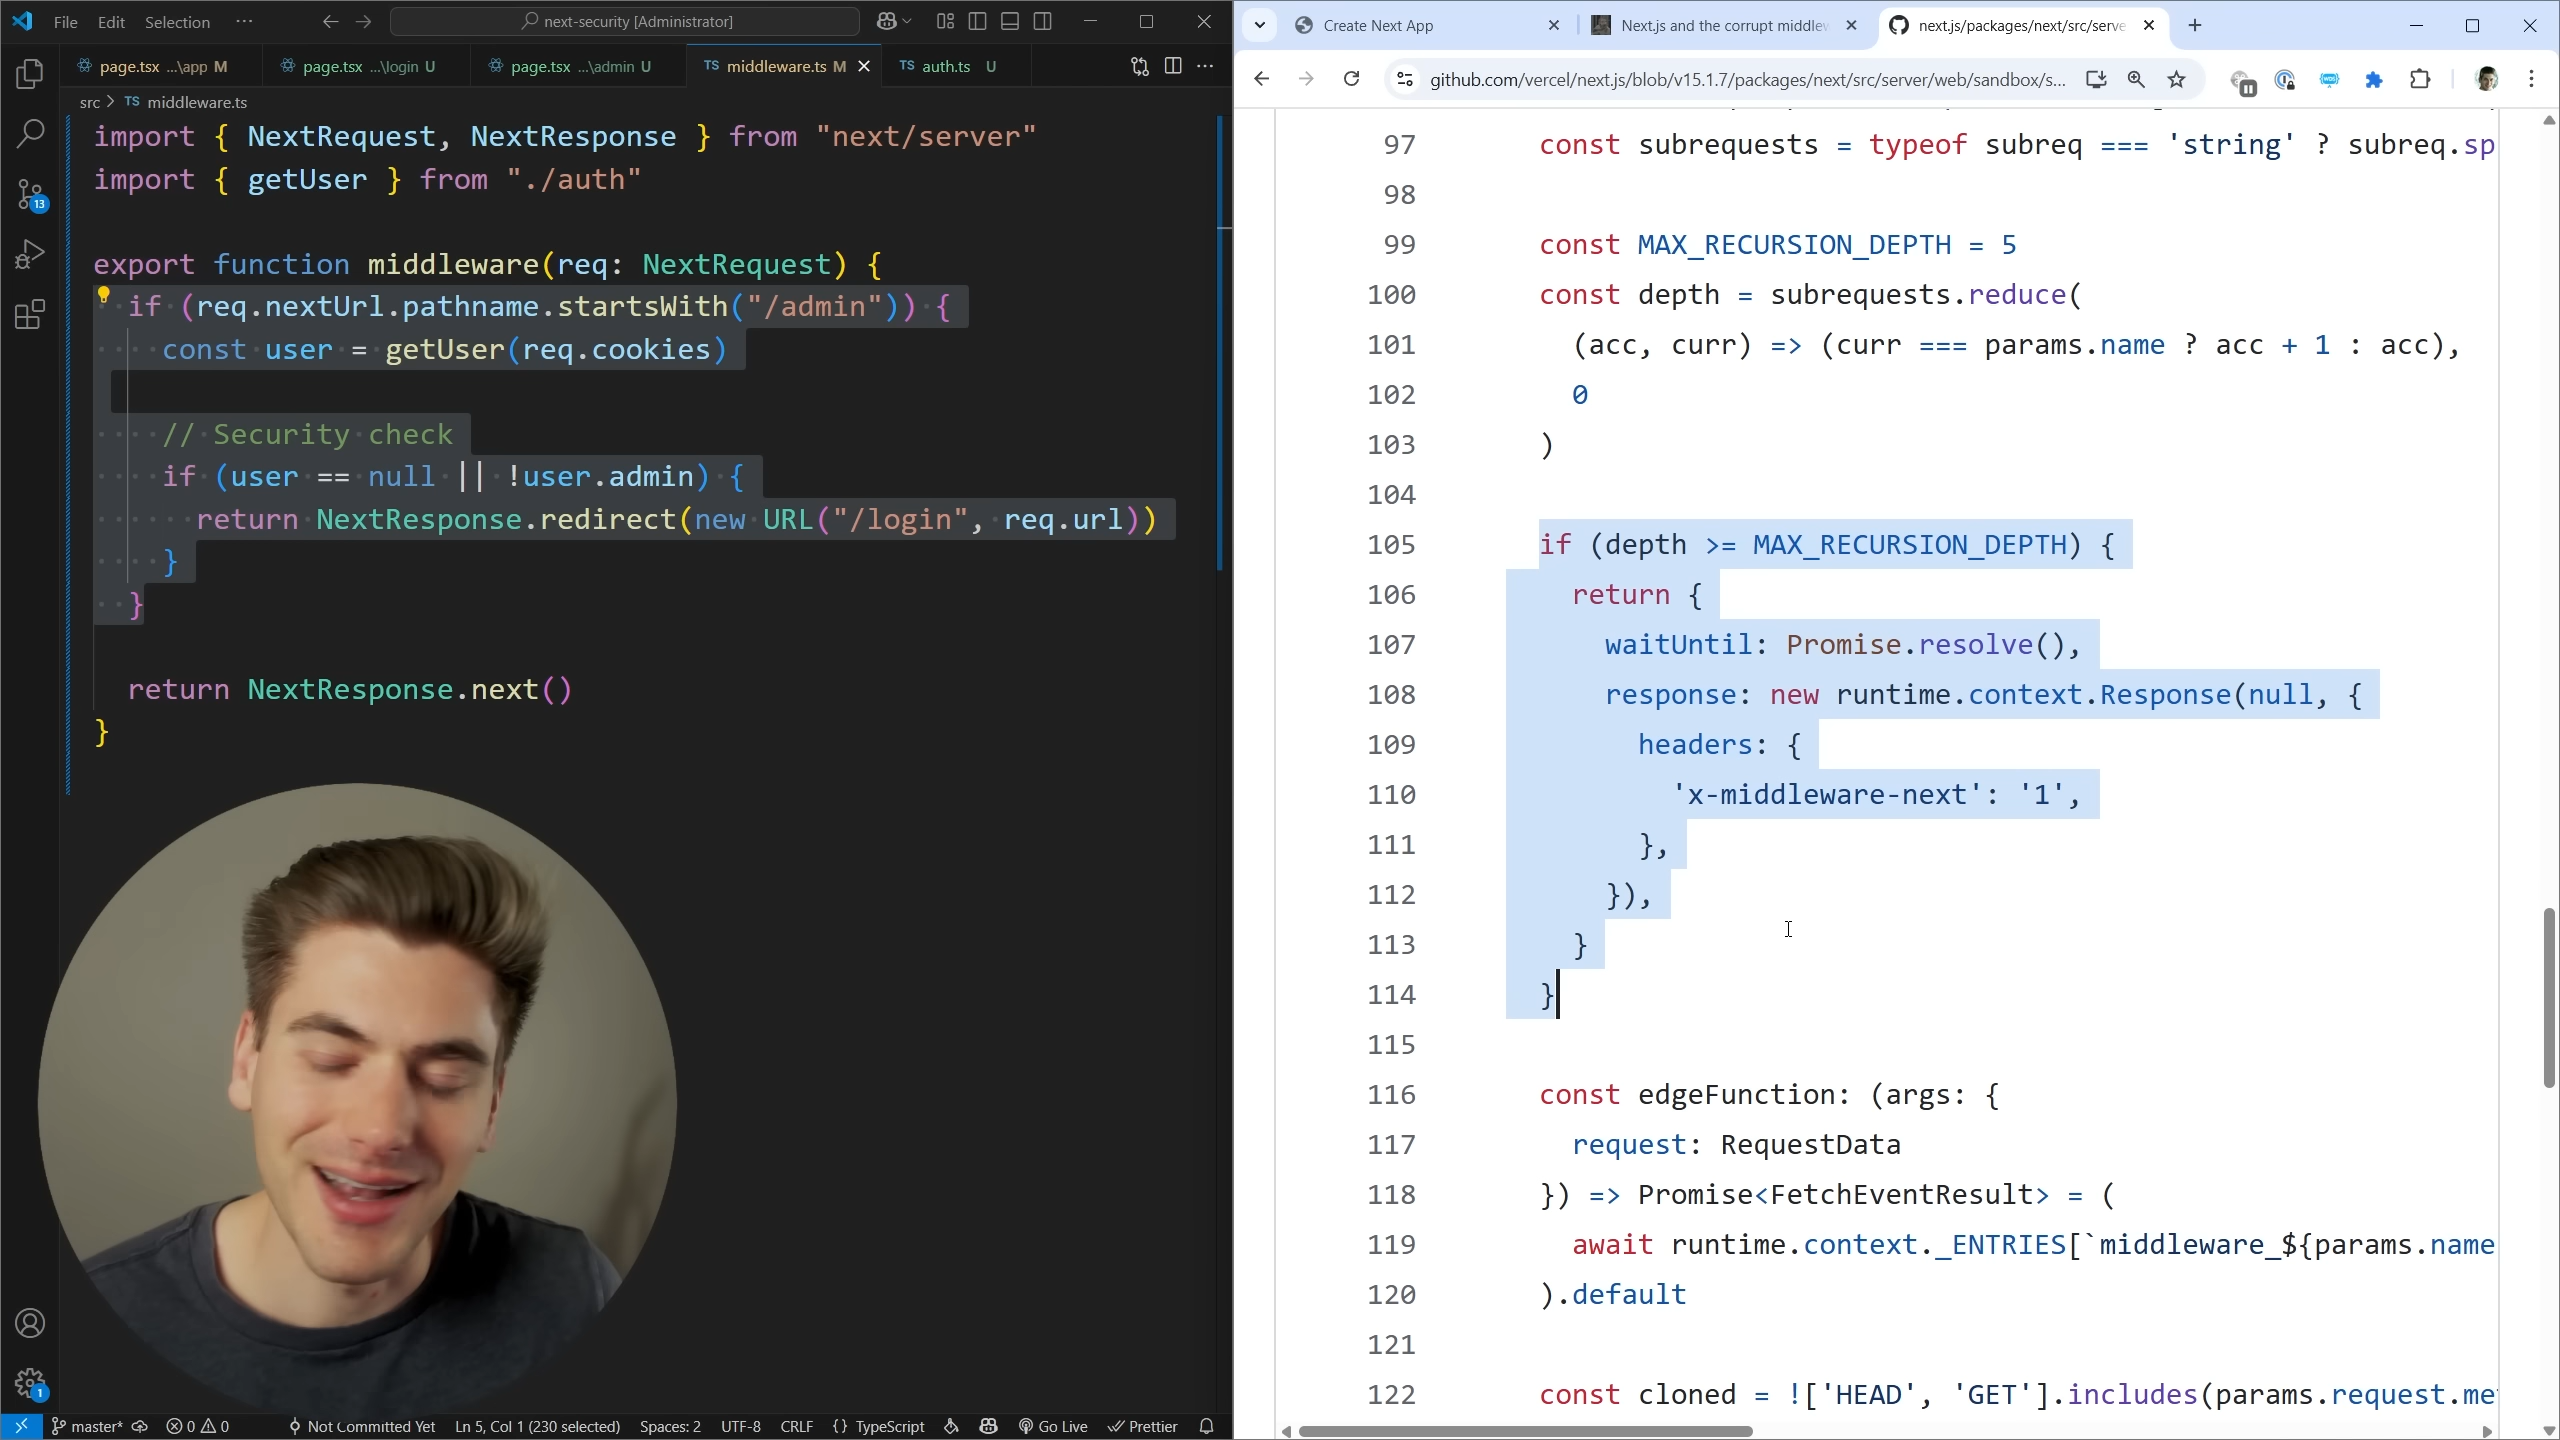 File Edit Selection ···
next-security [Administrator]
page.tsx ...\app M
page.tsx ...\login U
page.tsx ...\admin U
TS middleware.ts M
TS auth.ts U
src > TS middleware.ts
import { NextRequest, NextResponse } from "next/server"
import { getUser } from "./auth"
export function middleware(req: NextRequest) {
if (req.nextUrl.pathname.startsWith("/admin")) {
const user = getUser(req.cookies)
// Security check
if (user == null || !user.admin) {
return NextResponse.redirect(new URL("/login", req.url))
}
}
return NextResponse.next()
}
13
1
master* 0 0 Not Committed Yet Ln 5, Col 1 (230 selected) Spaces: 2 UTF-8 CRLF {} TypeScript Go Live Prettier
Create Next App
Next.js and the corrupt middlew
next.js/packages/next/src/serve
github.com/vercel/next.js/blob/v15.1.7/packages/next/src/server/web/sandbox/s...
97 const subrequests = typeof subreq === 'string' ? subreq.sp
98
99 const MAX_RECURSION_DEPTH = 5
100 const depth = subrequests.reduce(
101 (acc, curr) => (curr === params.name ? acc + 1 : acc),
102 0
103 )
104
105 if (depth >= MAX_RECURSION_DEPTH) {
106 return {
107 waitUntil: Promise.resolve(),
108 response: new runtime.context.Response(null, {
109 headers: {
110 'x-middleware-next': '1',
111 },
112 }),
113 }
114 }
115
116 const edgeFunction: (args: {
117 request: RequestData
118 }) => Promise<FetchEventResult> = (
119 await runtime.context._ENTRIES[`middleware_${params.name
120 ).default
121
122 const cloned = !['HEAD', 'GET'].includes(params.request.me